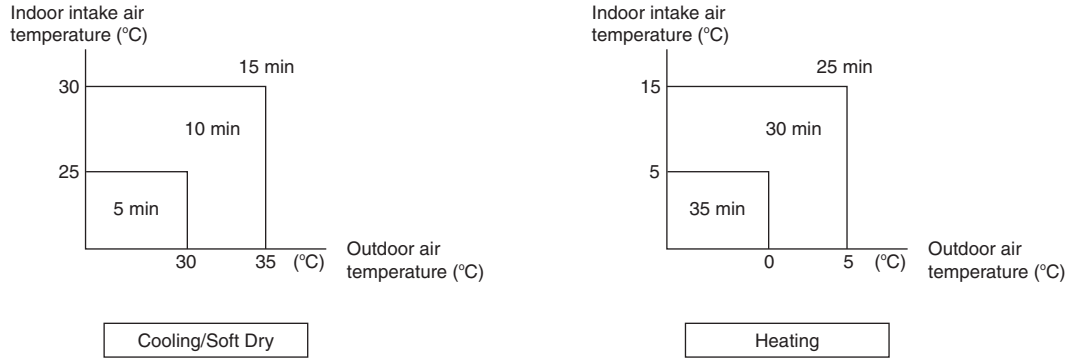 Indoor intake air
temperature (°C)
15 min
30
10 min
25
5 min
30 35 (°C)
Outdoor air
temperature (°C)
Cooling/Soft Dry
Indoor intake air
temperature (°C)
25 min
15
30 min
5
35 min
0 5 (°C)
Outdoor air
temperature (°C)
Heating